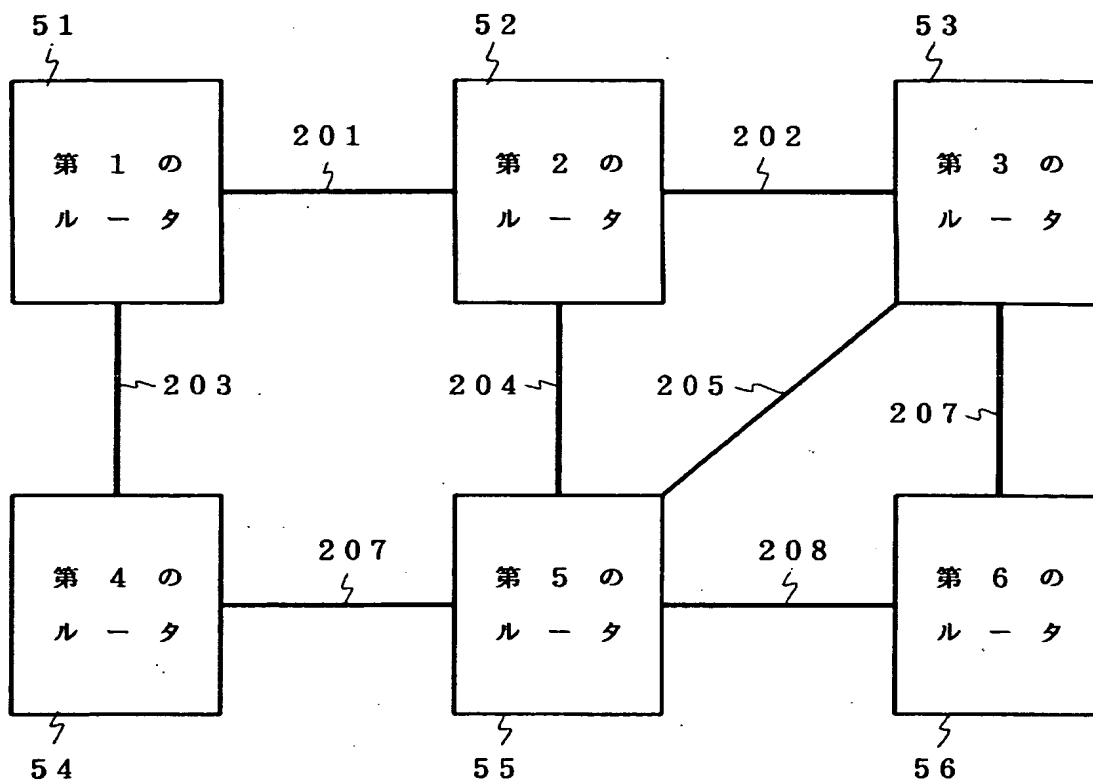 51
52
53
第1の
ルータ
201
第2の
ルータ
202
第3の
ルータ
203
204
205
207
第4の
ルータ
207
第5の
ルータ
208
第6の
ルータ
54
55
56